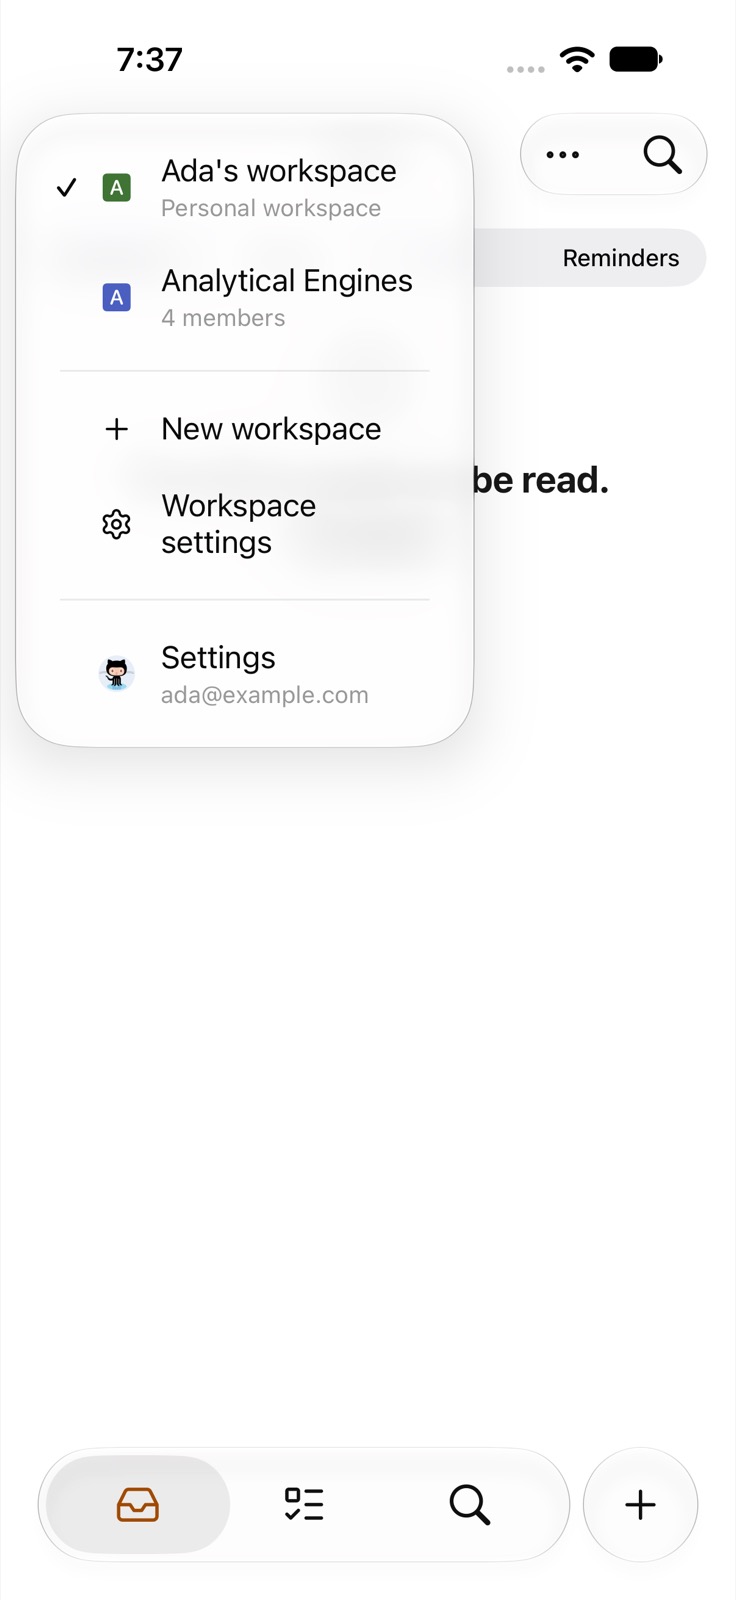 7:37
A
Ada's workspace
Personal workspace
A
Analytical Engines
4 members
Reminders
New workspace
be read.
Workspace
settings
Settings
ada@example.com